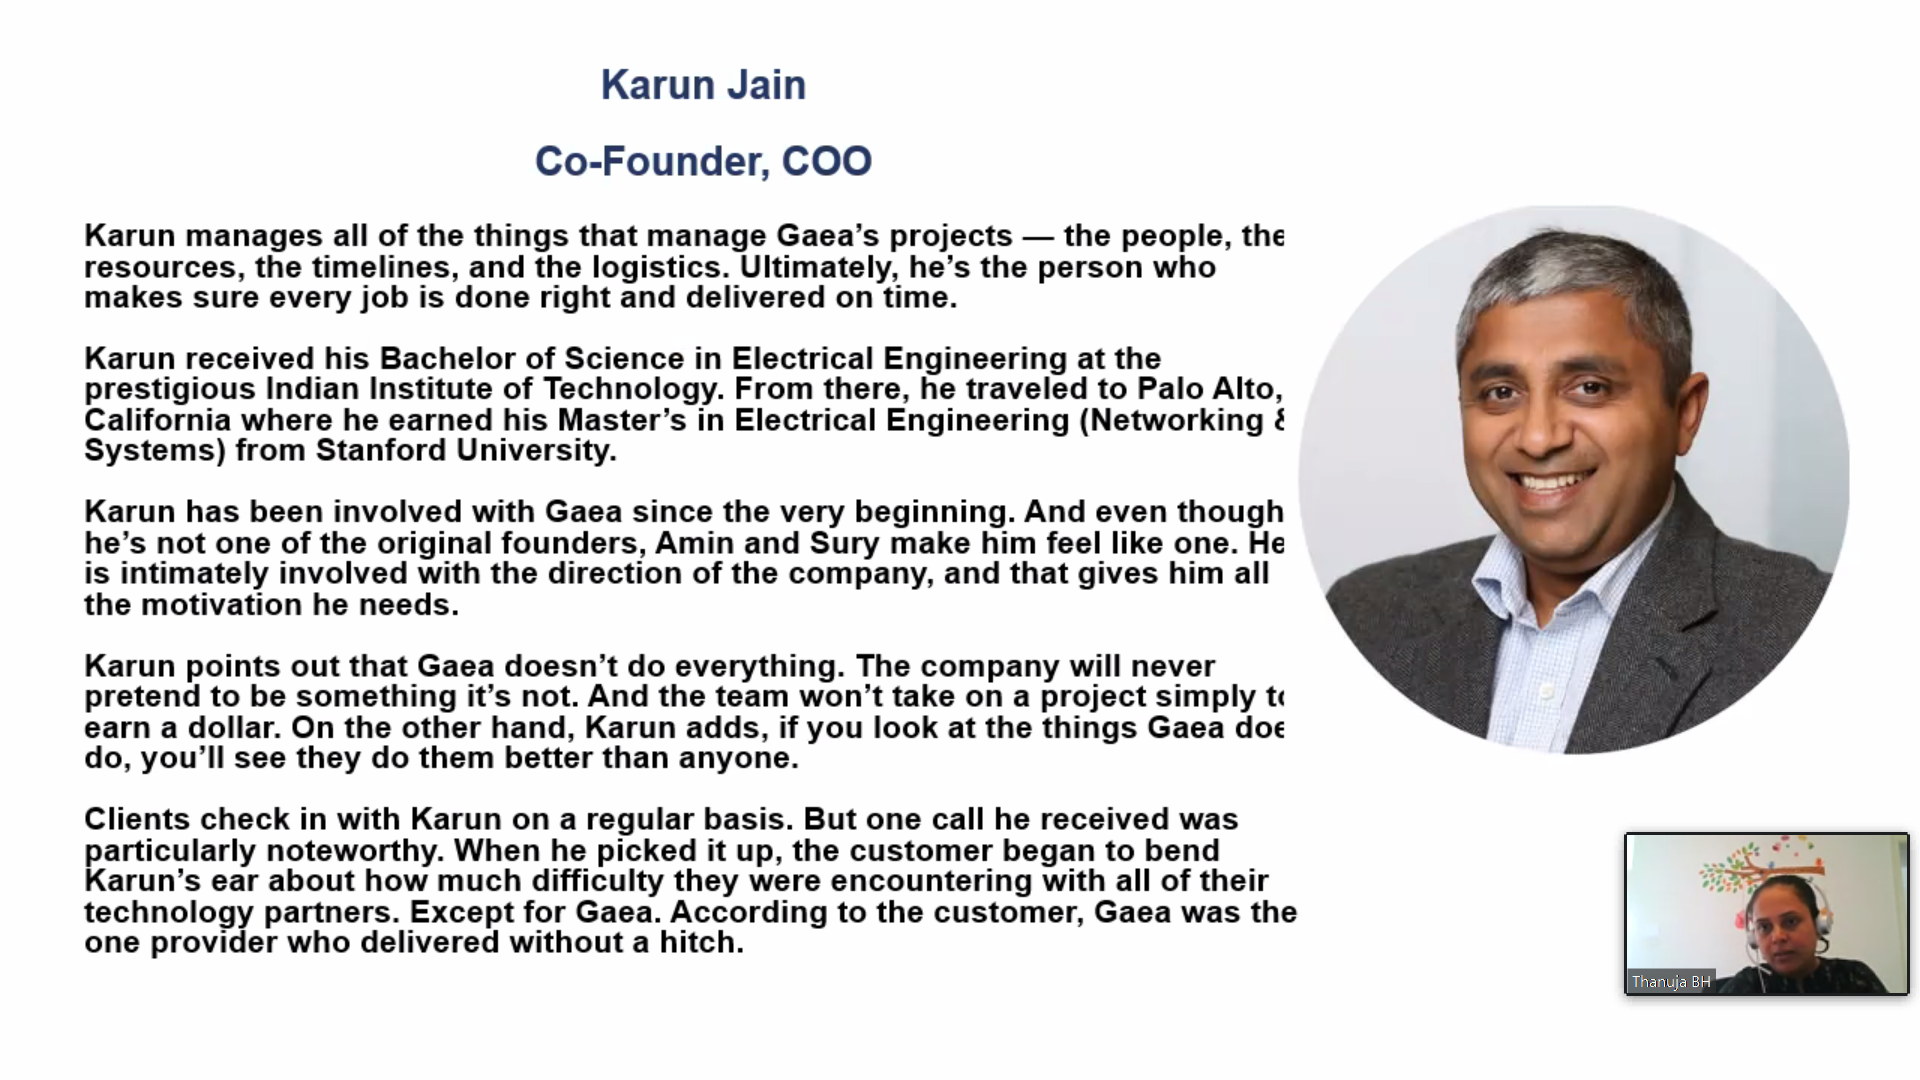 Karun Jain
Co-Founder, COO
Karun manages all of the things that manage Gaea’s projects — the people, the
resources, the timelines, and the logistics. Ultimately, he’s the person who
makes sure every job is done right and delivered on time.
Karun received his Bachelor of Science in Electrical Engineering at the
prestigious Indian Institute of Technology. From there, he traveled to Palo Alto,
California where he earned his Master’s in Electrical Engineering (Networking &
Systems) from Stanford University.
Karun has been involved with Gaea since the very beginning. And even though
he’s not one of the original founders, Amin and Sury make him feel like one. He
is intimately involved with the direction of the company, and that gives him all
the motivation he needs.
Karun points out that Gaea doesn’t do everything. The company will never
pretend to be something it’s not. And the team won’t take on a project simply to
earn a dollar. On the other hand, Karun adds, if you look at the things Gaea doe
do, you’ll see they do them better than anyone.
Clients check in with Karun on a regular basis. But one call he received was
particularly noteworthy. When he picked it up, the customer began to bend
Karun’s ear about how much difficulty they were encountering with all of their
technology partners. Except for Gaea. According to the customer, Gaea was the
one provider who delivered without a hitch.
Thanuja BH